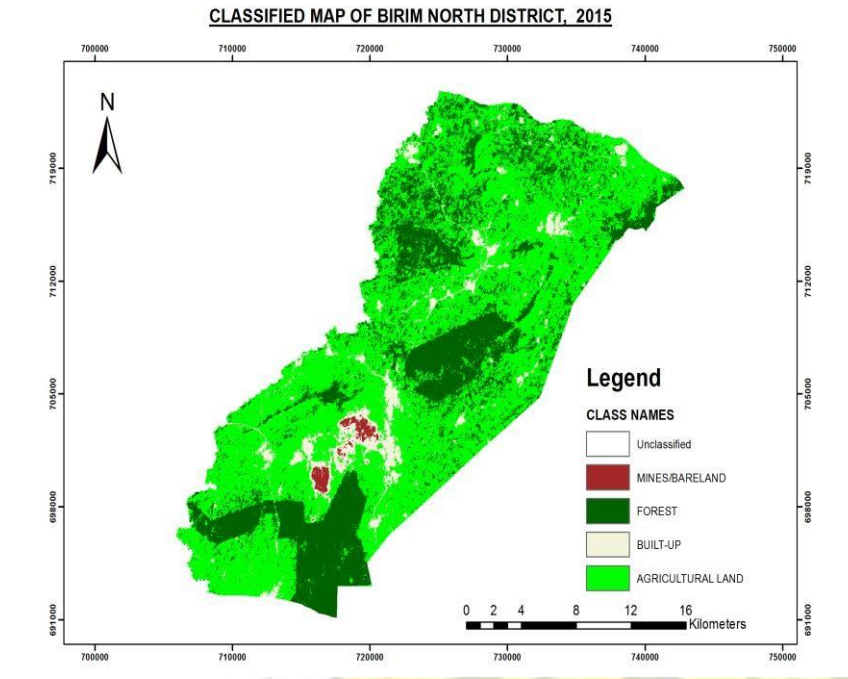 CLASSIFIED MAP OF BIRIM NORTH DISTRICT, 2015
700000 710000 720000 730000 740000 750000
N
719000 719000
712000 712000
705000 705000
698000 698000
691000 691000
Legend
CLASS NAMES
Unclassified
MINES/BARELAND
FOREST
BUILT-UP
AGRICULTURAL LAND
0 2 4 8 12 16
Kilometers
700000 710000 720000 730000 740000 750000